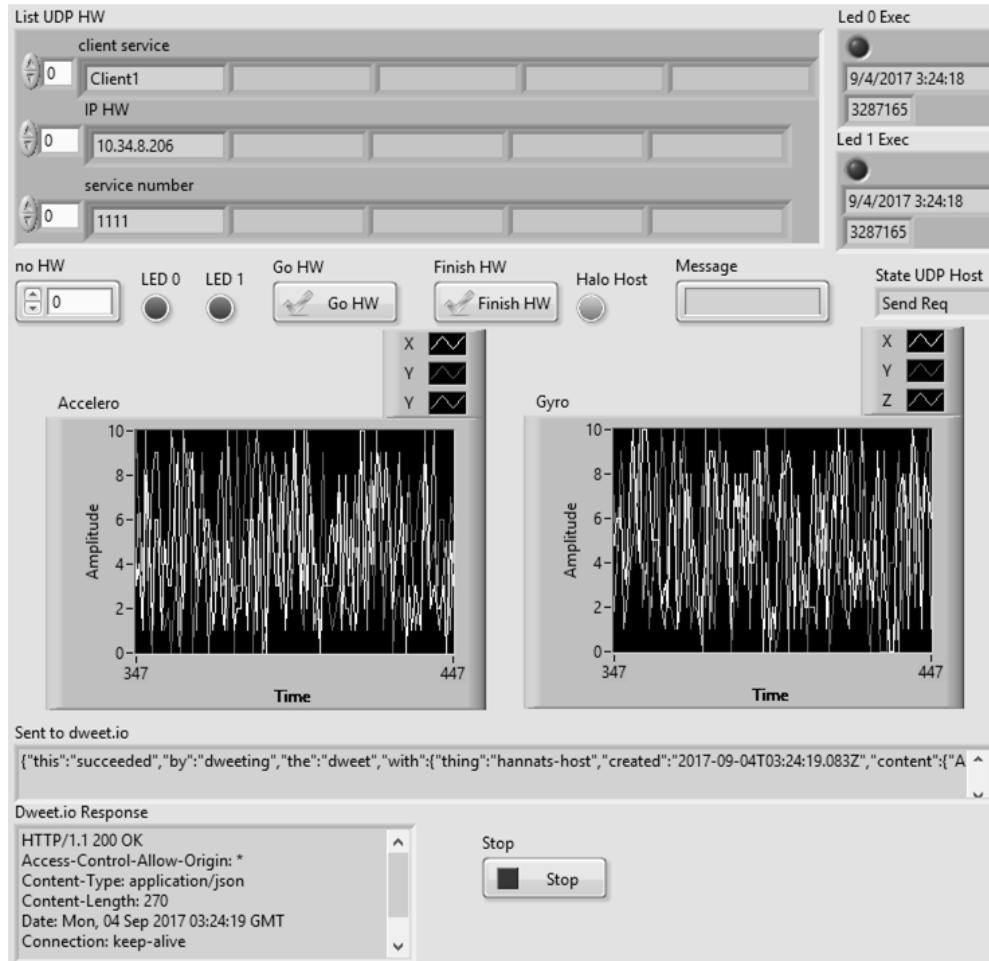 List UDP HW
Led 0 Exec
client service
0
Client1
9/4/2017 3:24:18
IP HW
3287165
0
10.34.8.206
Led 1 Exec
service number
0
1111
9/4/2017 3:24:18
3287165
no HW
LED 0
LED 1
Go HW
Finish HW
Halo Host
Message
State UDP Host
0
Go HW
Finish HW
Send Req
X
Y
Y
Accelero
10
8
6
4
2
0
Amplitude
347
447
Time
X
Y
Z
Gyro
10
8
6
4
2
0
Amplitude
347
447
Time
Sent to dweet.io
{"this":"succeeded","by":"dweeting","the":"dweet","with":{"thing":"hannats-host","created":"2017-09-04T03:24:19.083Z","content":{"A
Dweet.io Response
HTTP/1.1 200 OK
Access-Control-Allow-Origin: *
Content-Type: application/json
Content-Length: 270
Date: Mon, 04 Sep 2017 03:24:19 GMT
Connection: keep-alive
Stop
Stop